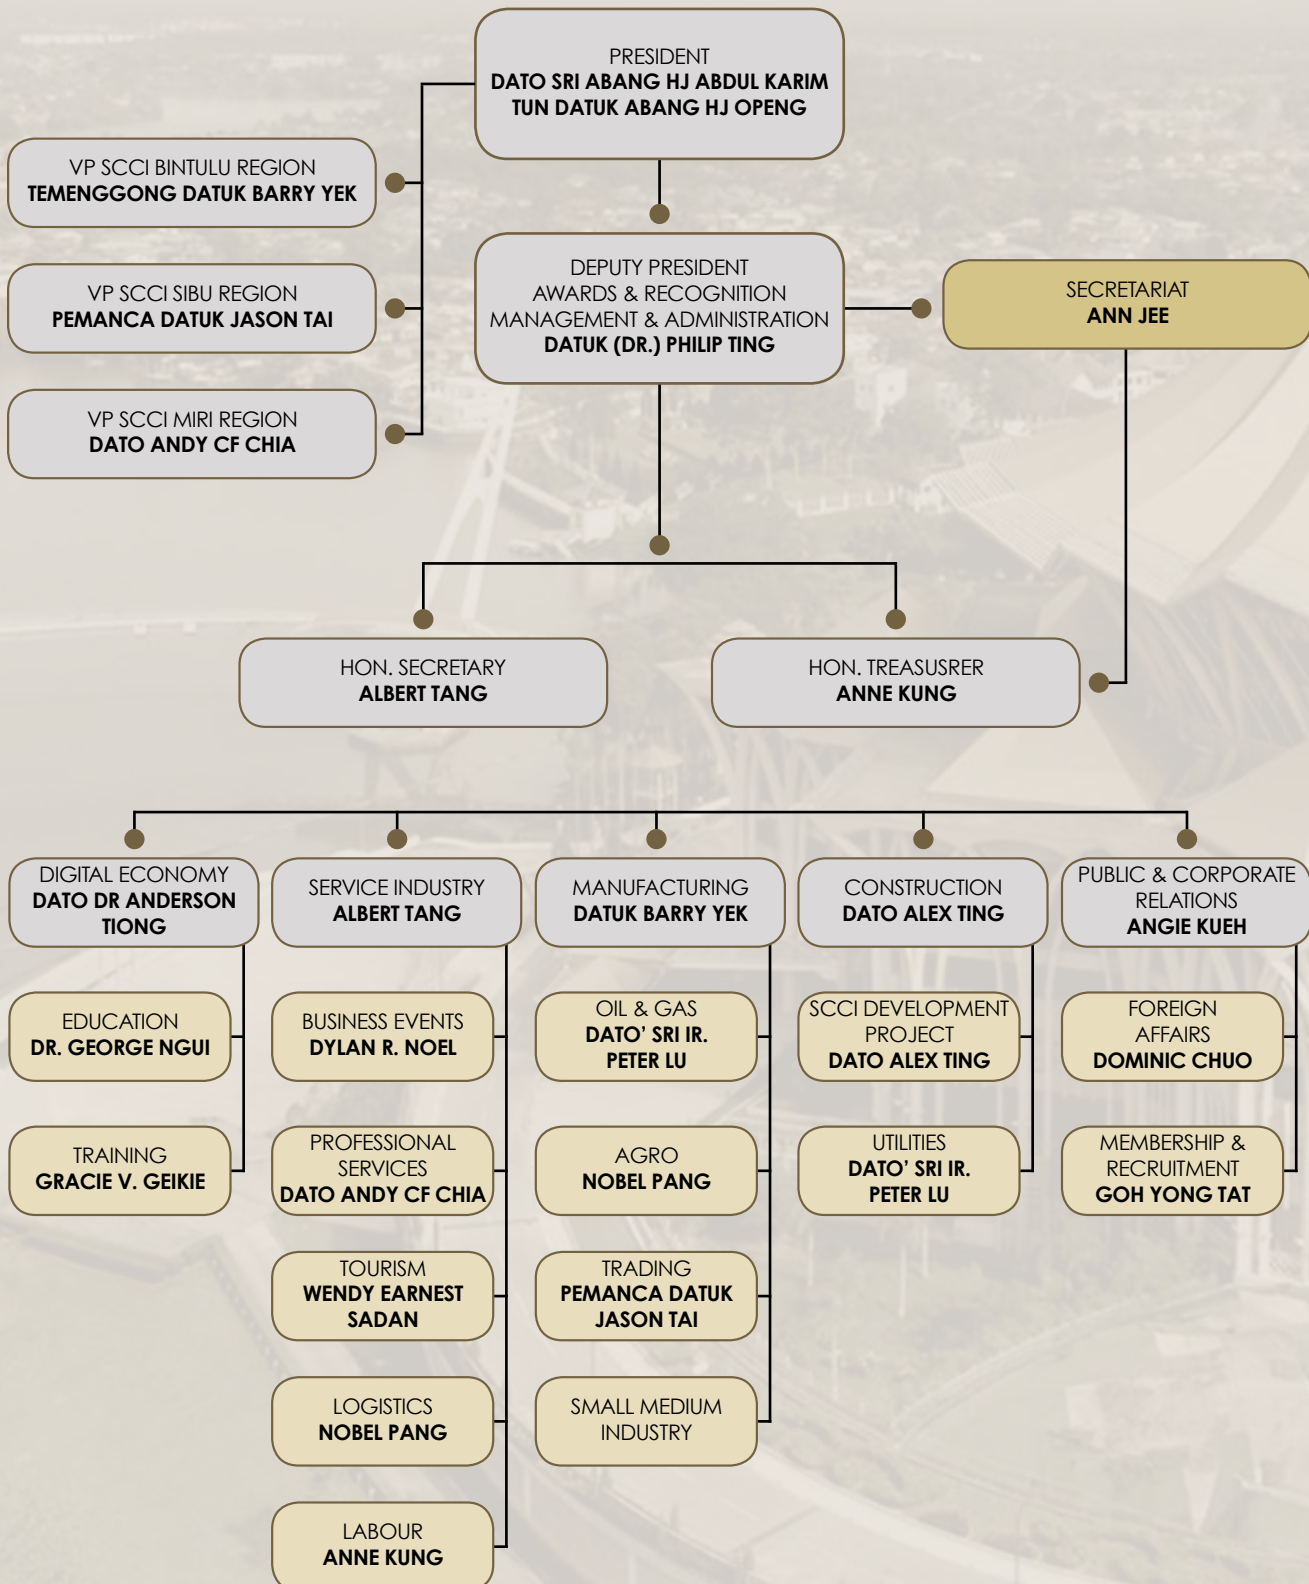 PRESIDENT
DATO SRI ABANG HJ ABDUL KARIM
TUN DATUK ABANG HJ OPENG
VP SCCI BINTULU REGION
TEMENGGONG DATUK BARRY YEK
VP SCCI SIBU REGION
PEMANCA DATUK JASON TAI
VP SCCI MIRI REGION
DATO ANDY CF CHIA
DEPUTY PRESIDENT
AWARDS & RECOGNITION
MANAGEMENT & ADMINISTRATION
DATUK (DR.) PHILIP TING
SECRETARIAT
ANN JEE
HON. SECRETARY
ALBERT TANG
HON. TREASUSRER
ANNE KUNG
DIGITAL ECONOMY
DATO DR ANDERSON
TIONG
EDUCATION
DR. GEORGE NGUI
TRAINING
GRACIE V. GEIKIE
SERVICE INDUSTRY
ALBERT TANG
BUSINESS EVENTS
DYLAN R. NOEL
PROFESSIONAL
SERVICES
DATO ANDY CF CHIA
TOURISM
WENDY EARNEST
SADAN
LOGISTICS
NOBEL PANG
LABOUR
ANNE KUNG
MANUFACTURING
DATUK BARRY YEK
OIL & GAS
DATO' SRI IR.
PETER LU
AGRO
NOBEL PANG
TRADING
PEMANCA DATUK
JASON TAI
SMALL MEDIUM
INDUSTRY
CONSTRUCTION
DATO ALEX TING
SCCI DEVELOPMENT
PROJECT
DATO ALEX TING
UTILITIES
DATO' SRI IR.
PETER LU
PUBLIC & CORPORATE
RELATIONS
ANGIE KUEH
FOREIGN
AFFAIRS
DOMINIC CHUO
MEMBERSHIP &
RECRUITMENT
GOH YONG TAT